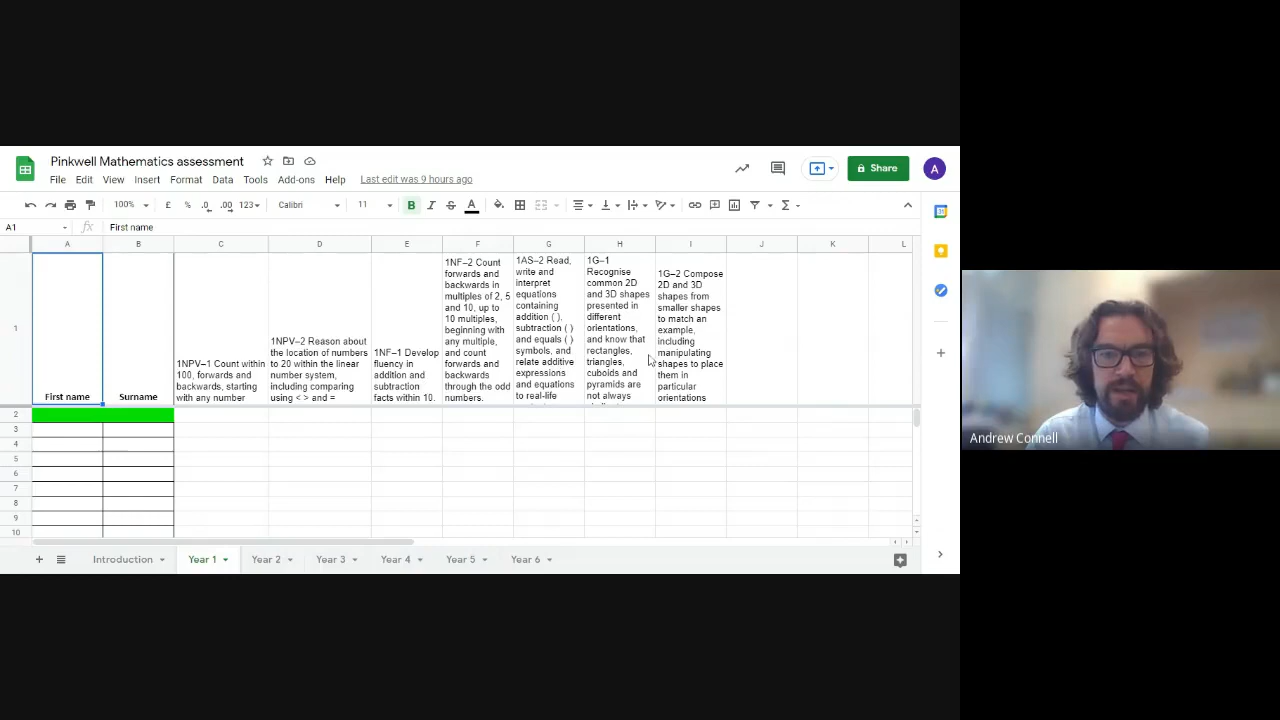 Pinkwell Mathematics assessment
File Edit View Insert Format Data Tools Add-ons Help Last edit was 9 hours ago
Share
A
100% £ % .0 .00 123 Calibri 11 B I S A Σ
A1 fx First name
A B C D E F G H I J K L
1
First name
Surname
1NPV–1 Count within
100, forwards and
backwards, starting
with any number
1NPV–2 Reason about
the location of numbers
to 20 within the linear
number system,
including comparing
using < > and =
1NF–1 Develop
fluency in
addition and
subtraction
facts within 10.
1NF–2 Count
forwards and
backwards in
multiples of 2, 5
and 10, up to
10 multiples,
beginning with
any multiple,
and count
forwards and
backwards
through the odd
numbers.
1AS–2 Read,
write and
interpret
equations
containing
addition ( ),
subtraction ( )
and equals ( )
symbols, and
relate additive
expressions
and equations
to real-life
1G–1
Recognise
common 2D
and 3D shapes
presented in
different
orientations,
and know that
rectangles,
triangles,
cuboids and
pyramids are
not always
1G–2 Compose
2D and 3D
shapes from
smaller shapes
to match an
example,
including
manipulating
shapes to place
them in
particular
orientations
2
3
4
5
6
7
8
9
10
Introduction Year 1 Year 2 Year 3 Year 4 Year 5 Year 6
31
Andrew Connell